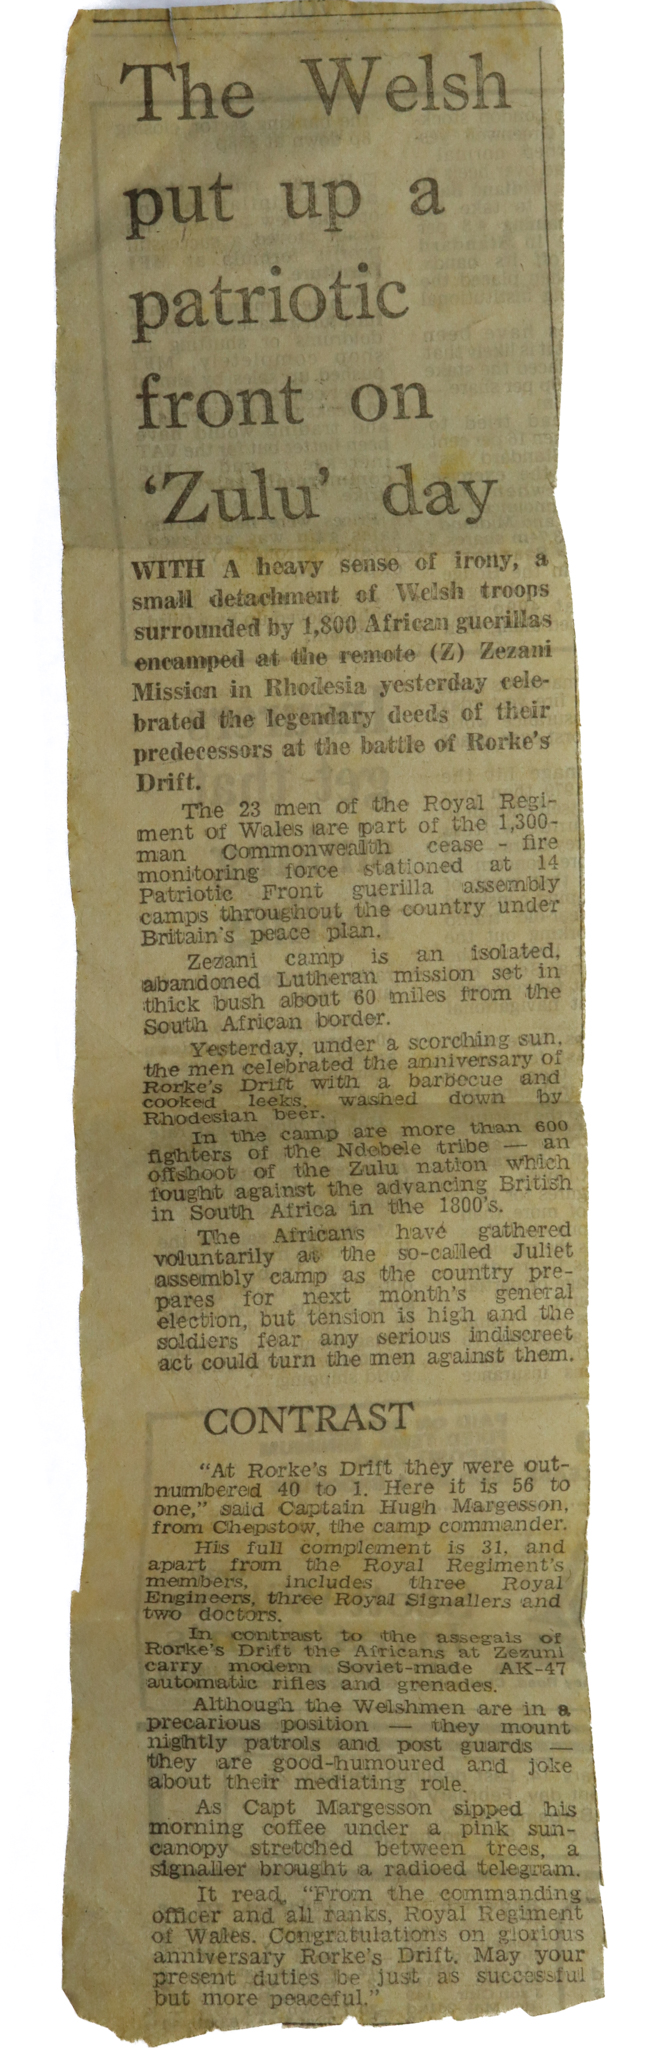 The Welsh
put up a
patriotic
front on
‘Zulu’ day
WITH A heavy sense of irony, a
small detachment of Welsh troops
surrounded by 1,800 African guerillas
encamped at the remote (Z) Zezani
Mission in Rhodesia yesterday cele-
brated the legendary deeds of their
predecessors at the battle of Rorke's
Drift.
The 23 men of the Royal Regi-
ment of Wales are part of the 1,300-
man Commonwealth cease - fire
monitoring force stationed at 14
Patriotic Front guerilla assembly
camps throughout the country under
Britain's peace plan.
Zezani camp is an isolated,
abandoned Lutheran mission set in
thick bush about 60 miles from the
South African border.
Yesterday, under a scorching sun,
the men celebrated the anniversary of
Rorke's Drift with a barbecue and
cooked leeks, washed down by
Rhodesian beer.
In the camp are more than 600
fighters of the Ndebele tribe — an
offshoot of the Zulu nation which
fought against the advancing British
in South Africa in the 1800's.
The Africans have gathered
voluntarily at the so-called Juliet
assembly camp as the country pre-
pares for next month's general
election, but tension is high and the
soldiers fear any serious indiscreet
act could turn the men against them.
CONTRAST
"At Rorke's Drift they were out-
numbered 40 to 1. Here it is 56 to
one," said Captain Hugh Margesson,
from Chepstow, the camp commander.
His full complement is 31, and
apart from the Royal Regiment's
members, includes three Royal
Engineers, three Royal Signallers and
two doctors.
In contrast to the assegais of
Rorke's Drift the Africans at Zezuni
carry modern Soviet-made AK-47
automatic rifles and grenades.
Although the Welshmen are in a
precarious position — they mount
nightly patrols and post guards —
they are good-humoured and joke
about their mediating role.
As Capt Margesson sipped his
morning coffee under a pink sun-
canopy stretched between trees, a
signaller brought a radioed telegram.
It read, "From the commanding
officer and all ranks, Royal Regiment
of Wales. Congratulations on glorious
anniversary Rorke's Drift. May your
present duties be just as successful
but more peaceful."